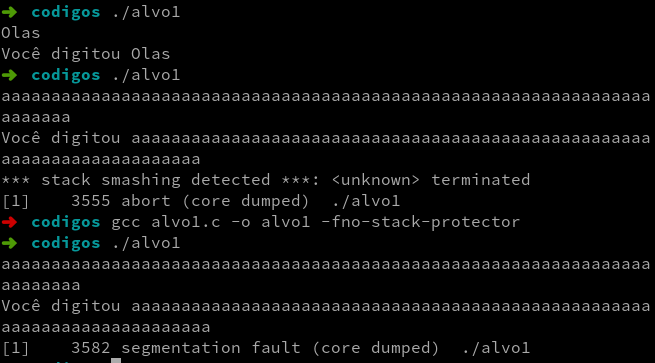 ➜ codigos ./alvo1
Olas
Você digitou Olas
➜ codigos ./alvo1
aaaaaaaaaaaaaaaaaaaaaaaaaaaaaaaaaaaaaaaaaaaaaaaaaaaaaaaaaaaaaaaaa
aaaaaaa
Você digitou aaaaaaaaaaaaaaaaaaaaaaaaaaaaaaaaaaaaaaaaaaaaaaaaaaaa
aaaaaaaaaaaaaaaaaaaa
*** stack smashing detected ***: <unknown> terminated
[1]    3555 abort (core dumped)  ./alvo1
➜ codigos gcc alvo1.c -o alvo1 -fno-stack-protector
➜ codigos ./alvo1
aaaaaaaaaaaaaaaaaaaaaaaaaaaaaaaaaaaaaaaaaaaaaaaaaaaaaaaaaaaaaaaaa
aaaaaaaa
Você digitou aaaaaaaaaaaaaaaaaaaaaaaaaaaaaaaaaaaaaaaaaaaaaaaaaaaa
aaaaaaaaaaaaaaaaaaaaa
[1]    3582 segmentation fault (core dumped)  ./alvo1